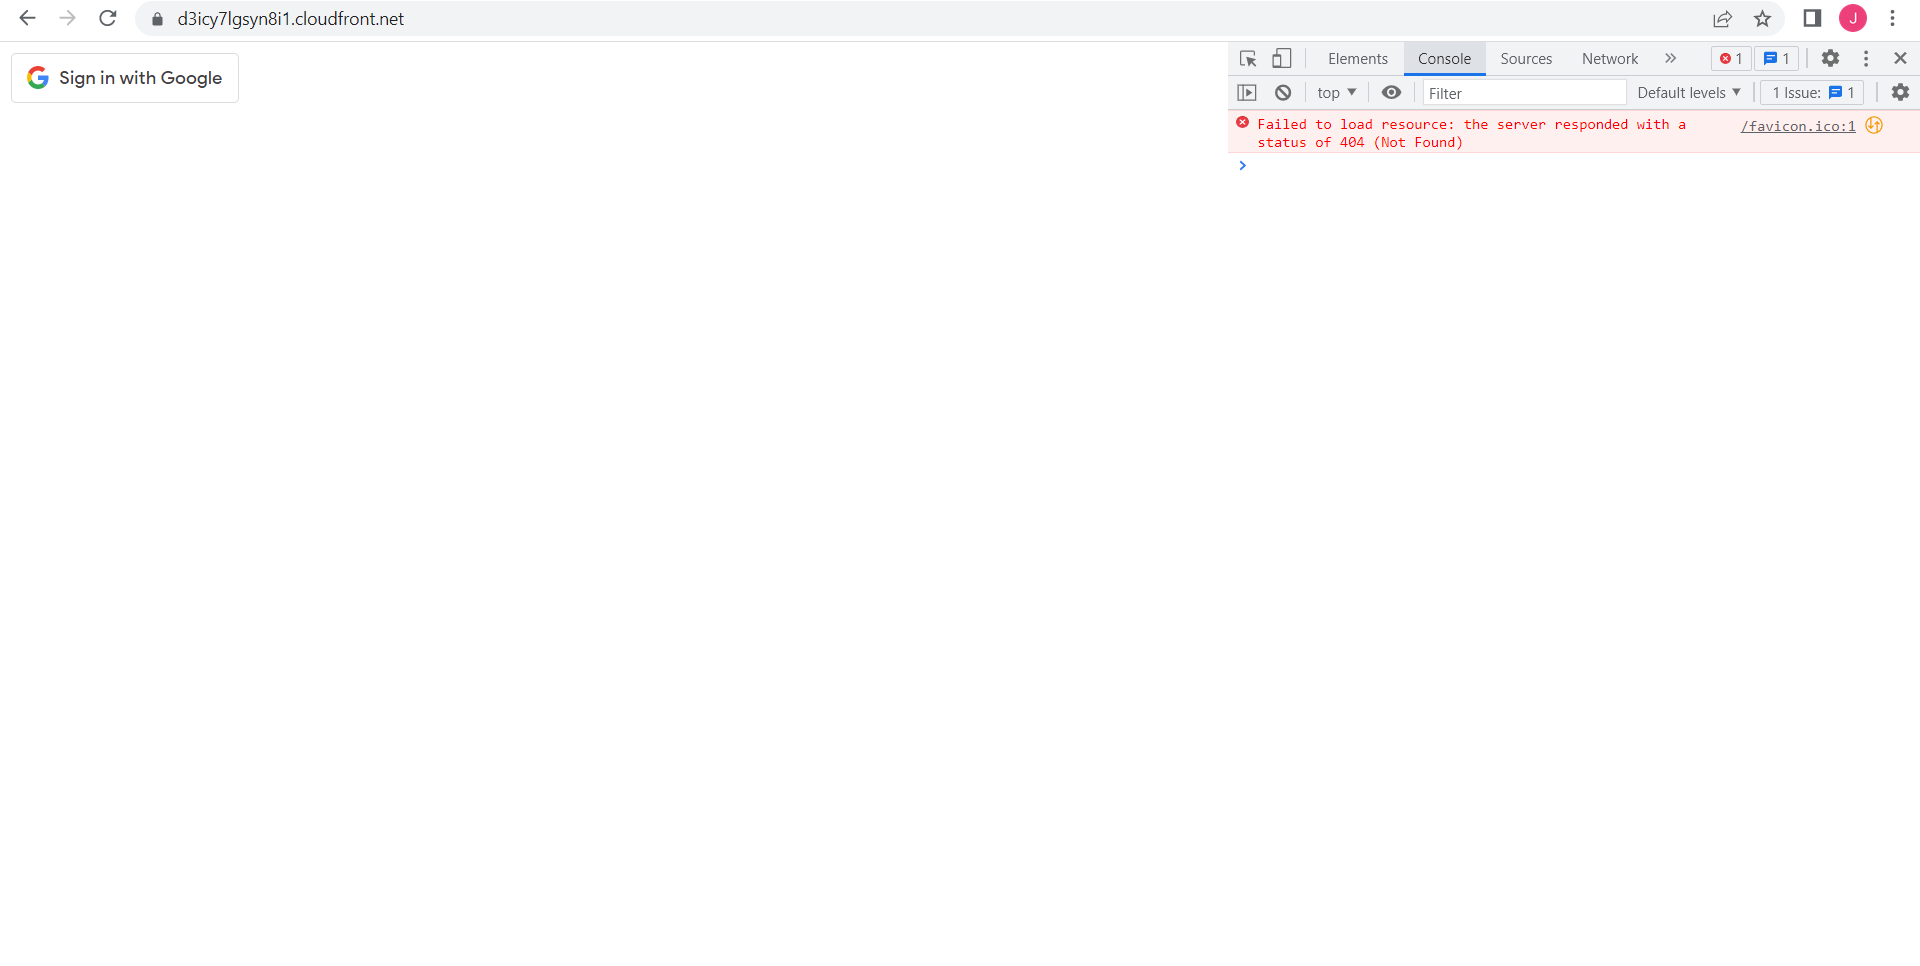 d3icy7lgsyn8i1.cloudfront.net
J
Sign in with Google
Elements Console Sources Network 1 1
top Filter Default levels 1 Issue: 1
Failed to load resource: the server responded with a /favicon.ico:1
status of 404 (Not Found)